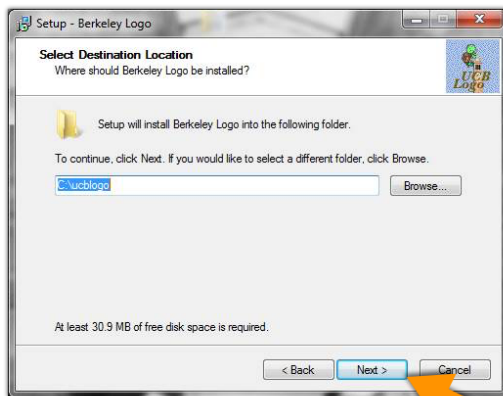 Setup - Berkeley Logo
Select Destination Location
Where should Berkeley Logo be installed?
UCB
Logo
Setup will install Berkeley Logo into the following folder.
To continue, click Next. If you would like to select a different folder, click Browse.
C:\ucblogo
Browse...
At least 30.9 MB of free disk space is required.
< Back
Next >
Cancel